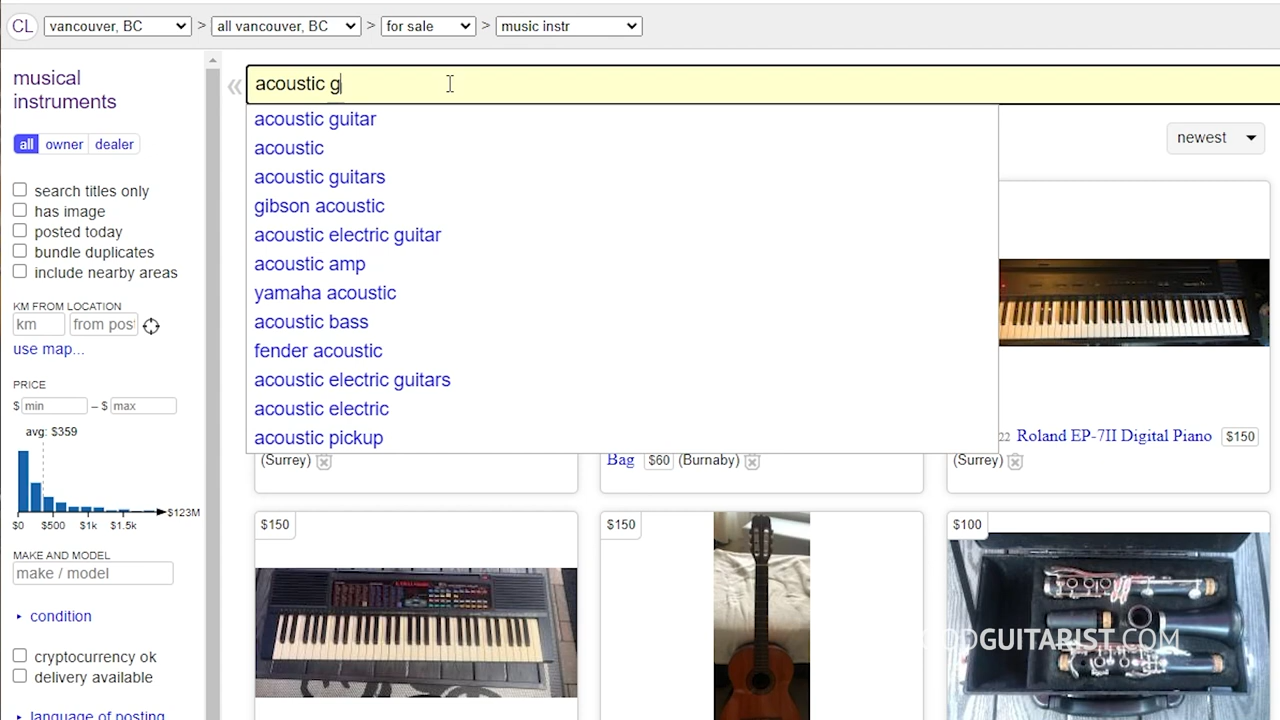 CL vancouver, BC > all vancouver, BC > for sale > music instr
musical
instruments
all owner dealer
search titles only
has image
posted today
bundle duplicates
include nearby areas
KM FROM LOCATION
km from pos
use map...
PRICE
$ min – $ max
avg: $359
$123M
$0 $500 $1k $1.5k
MAKE AND MODEL
make / model
condition
cryptocurrency ok
delivery available
language of posting
« acoustic g
acoustic guitar
acoustic
acoustic guitars
gibson acoustic
acoustic electric guitar
acoustic amp
yamaha acoustic
acoustic bass
fender acoustic
acoustic electric guitars
acoustic electric
acoustic pickup
newest
(Surrey)
Bag $60 (Burnaby)
22 Roland EP-7II Digital Piano $150
(Surrey)
$150
$150
$100
ODGUITARIST.COM